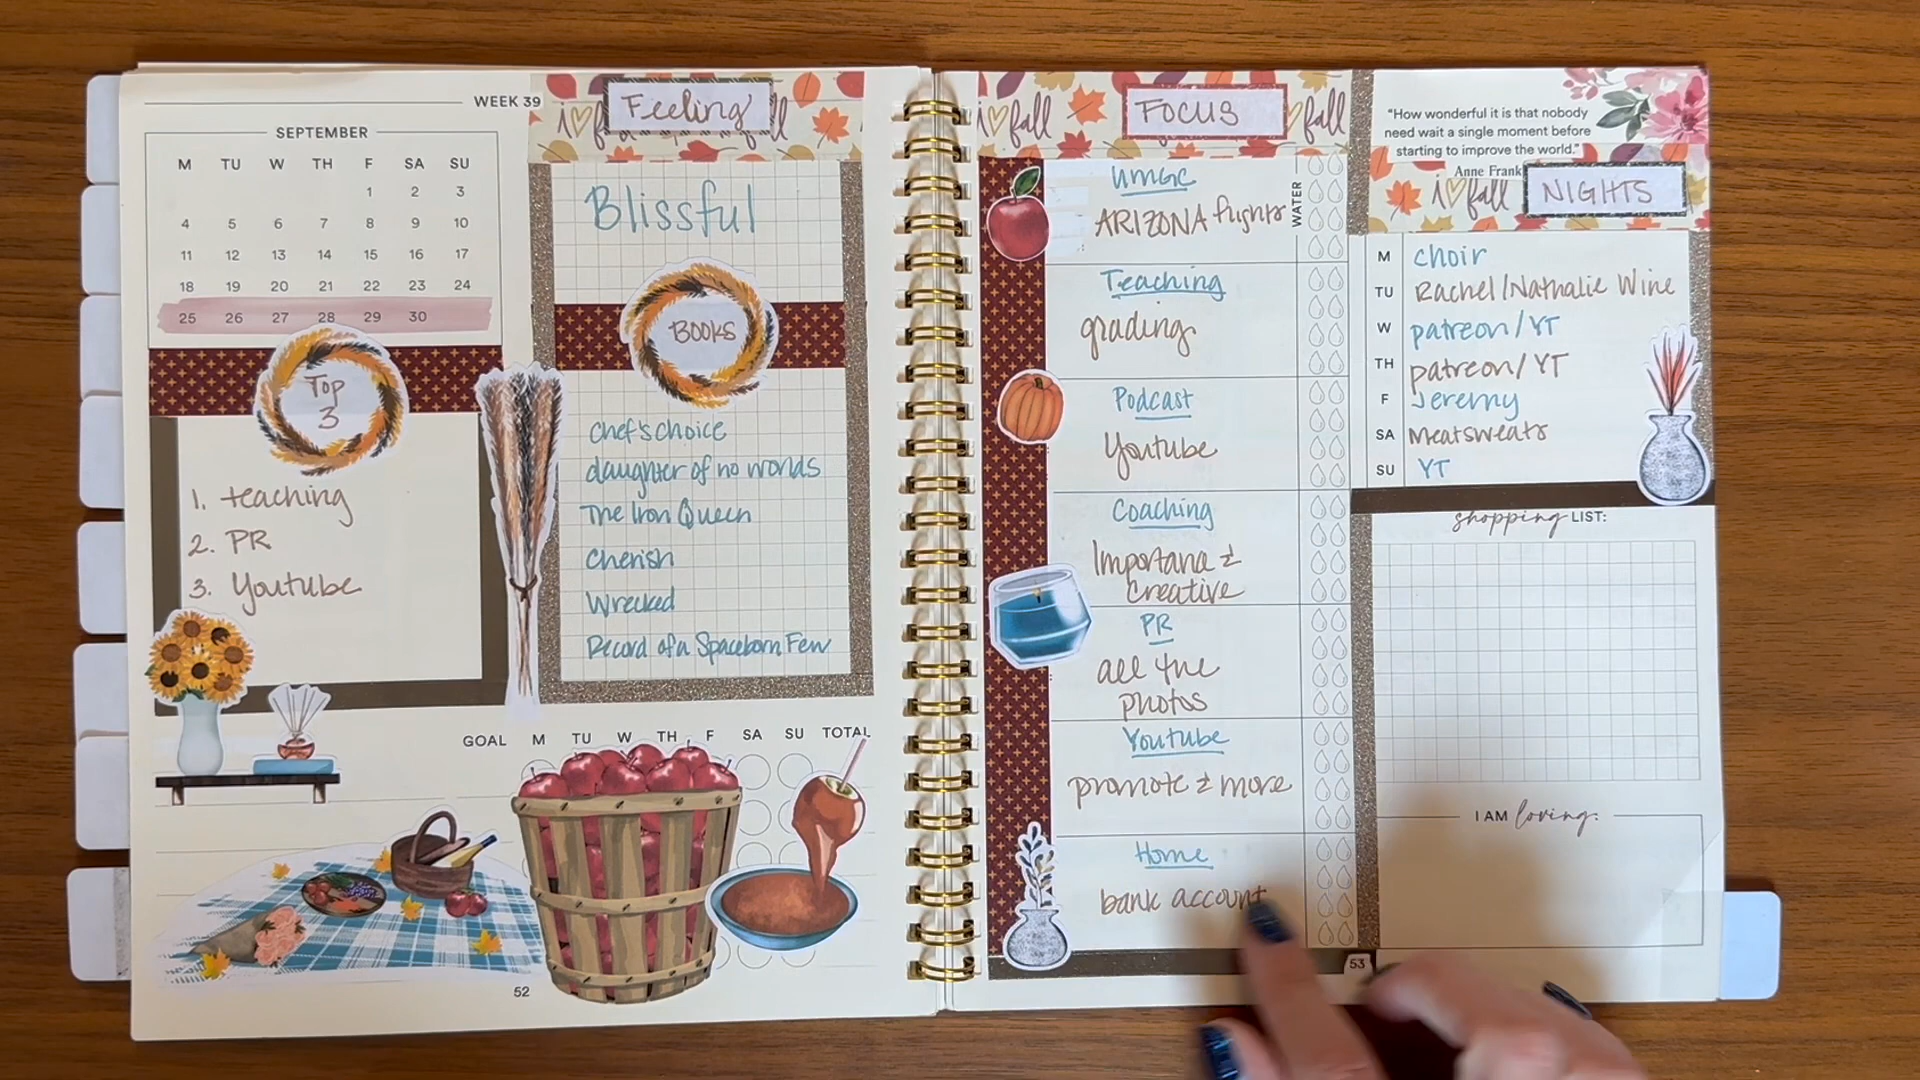 WEEK 39
SEPTEMBER
M TU W TH F SA SU
1 2 3
4 5 6 7 8 9 10
11 12 13 14 15 16 17
18 19 20 21 22 23 24
25 26 27 28 29 30
Top
3
1. teaching
2. PR
3. Youtube
Feeling
Blissful
BOOKS
Chef's choice
daughter of no worlds
The Iron Queen
Cherish
Wrecked
Record of a Spaceborn Few
GOAL M TU W TH F SA SU TOTAL
52
i fall
FOCUS
fall
WATER
UMGC
ARIZONA flights
Teaching
grading
Podcast
Youtube
Coaching
Importance &
creative
PR
all the
photos
Youtube
promote & more
Home
bank account
53
"How wonderful it is that nobody
need wait a single moment before
starting to improve the world."
Anne Frank
i fall
NIGHTS
M choir
TU Rachel/Nathalie Wine
W patreon/YT
TH patreon/YT
F Jeremy
SA Meatsweats
SU YT
shopping LIST:
I AM loving: